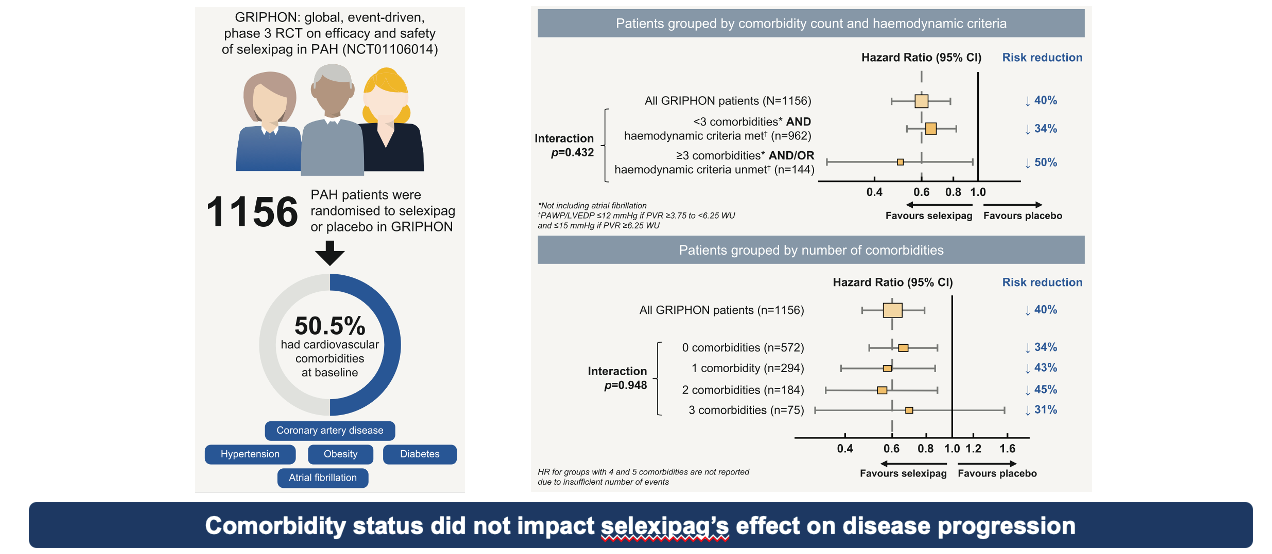 GRIPHON: global, event-driven,
phase 3 RCT on efficacy and safety
of selexipag in PAH (NCT01106014)
1156
PAH patients were
randomised to selexipag
or placebo in GRIPHON
50.5%
had cardiovascular
comorbidities
at baseline
Coronary artery disease
Hypertension
Obesity
Diabetes
Atrial fibrillation
Patients grouped by comorbidity count and haemodynamic criteria
Hazard Ratio (95% CI)
Risk reduction
All GRIPHON patients (N=1156)
↓ 40%
Interaction
p=0.432
<3 comorbidities* AND
haemodynamic criteria met† (n=962)
↓ 34%
≥3 comorbidities* AND/OR
haemodynamic criteria unmet† (n=144)
↓ 50%
0.4 0.6 0.8 1.0
Favours selexipag
Favours placebo
*Not including atrial fibrillation
†PAWP/LVEDP ≤12 mmHg if PVR ≥3.75 to <6.25 WU
and ≤15 mmHg if PVR ≥6.25 WU
Patients grouped by number of comorbidities
Hazard Ratio (95% CI)
Risk reduction
All GRIPHON patients (n=1156)
↓ 40%
Interaction
p=0.948
0 comorbidities (n=572)
↓ 34%
1 comorbidity (n=294)
↓ 43%
2 comorbidities (n=184)
↓ 45%
3 comorbidities (n=75)
↓ 31%
0.4 0.6 0.8 1.0 1.2 1.6
Favours selexipag
Favours placebo
HR for groups with 4 and 5 comorbidities are not reported
due to insufficient number of events
Comorbidity status did not impact selexipag's effect on disease progression